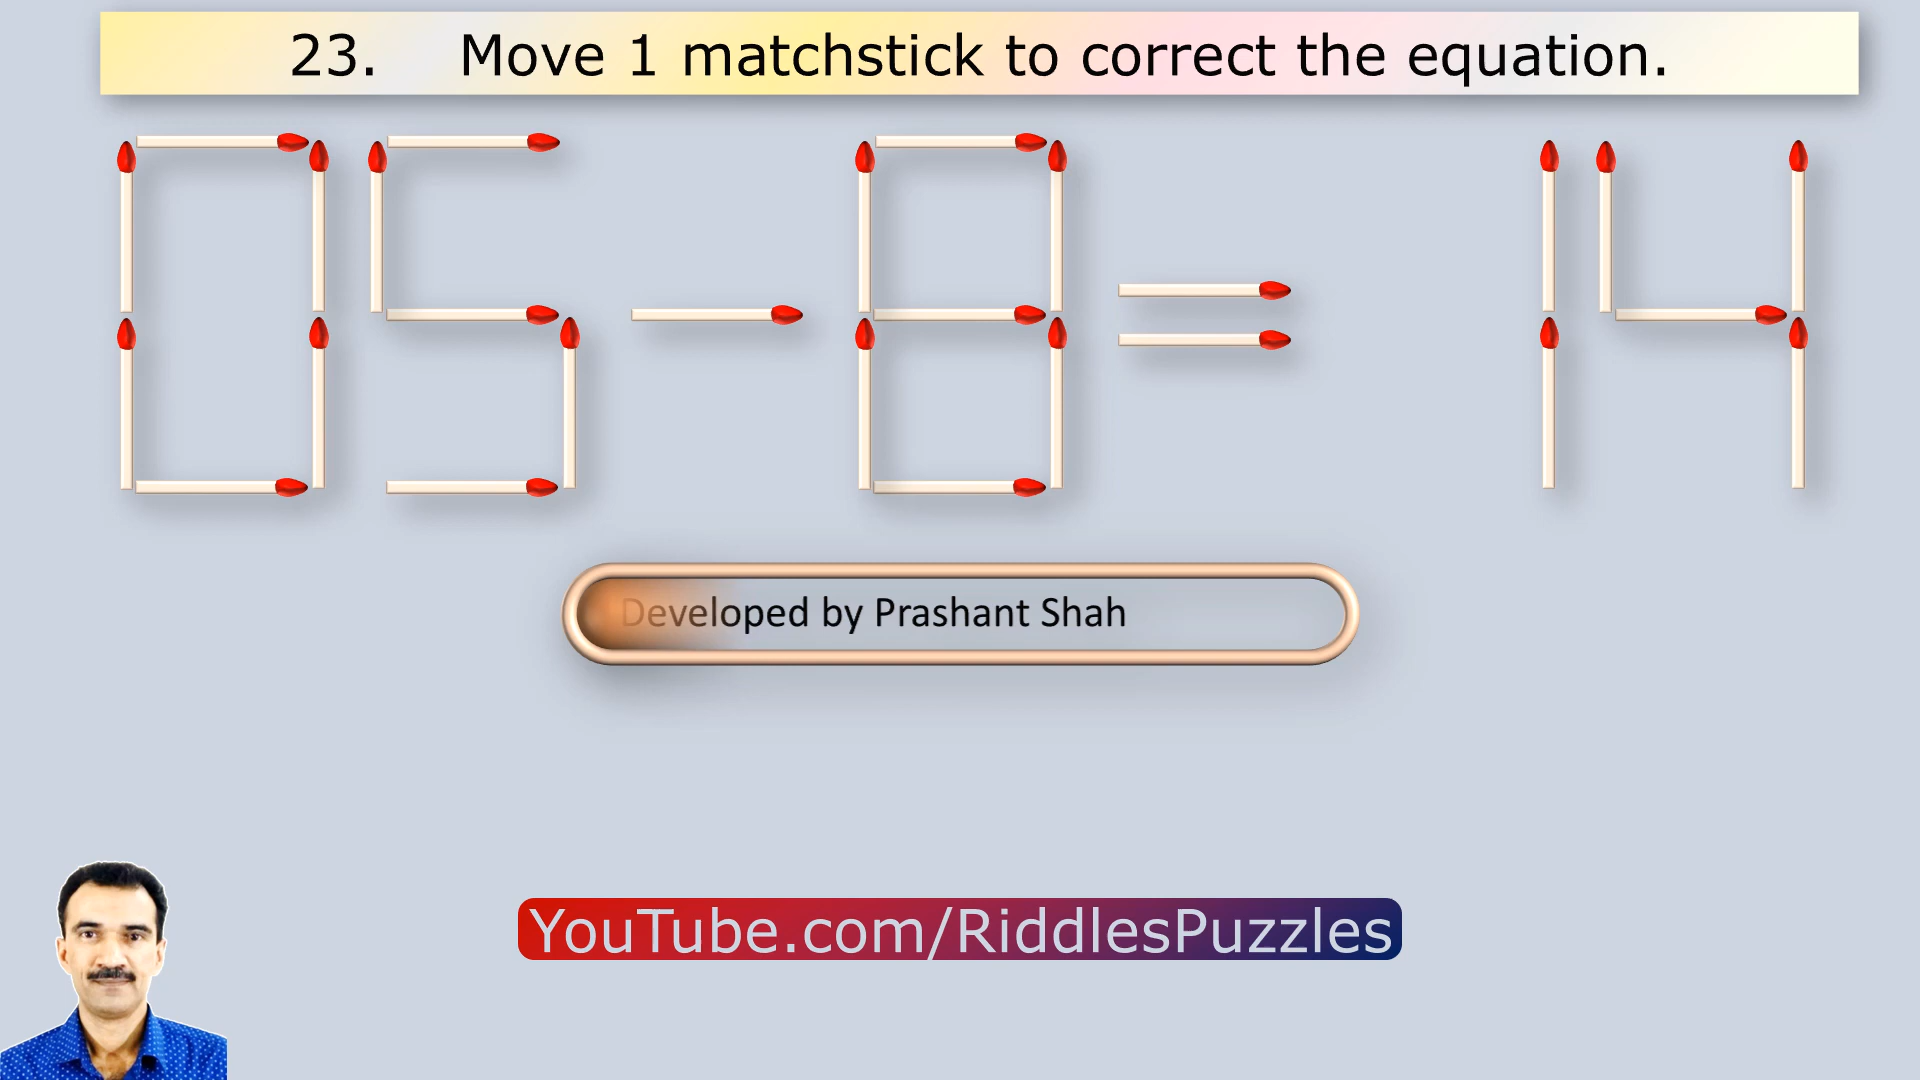 23. Move 1 matchstick to correct the equation.
05-8=14
Developed by Prashant Shah
YouTube.com/RiddlesPuzzles